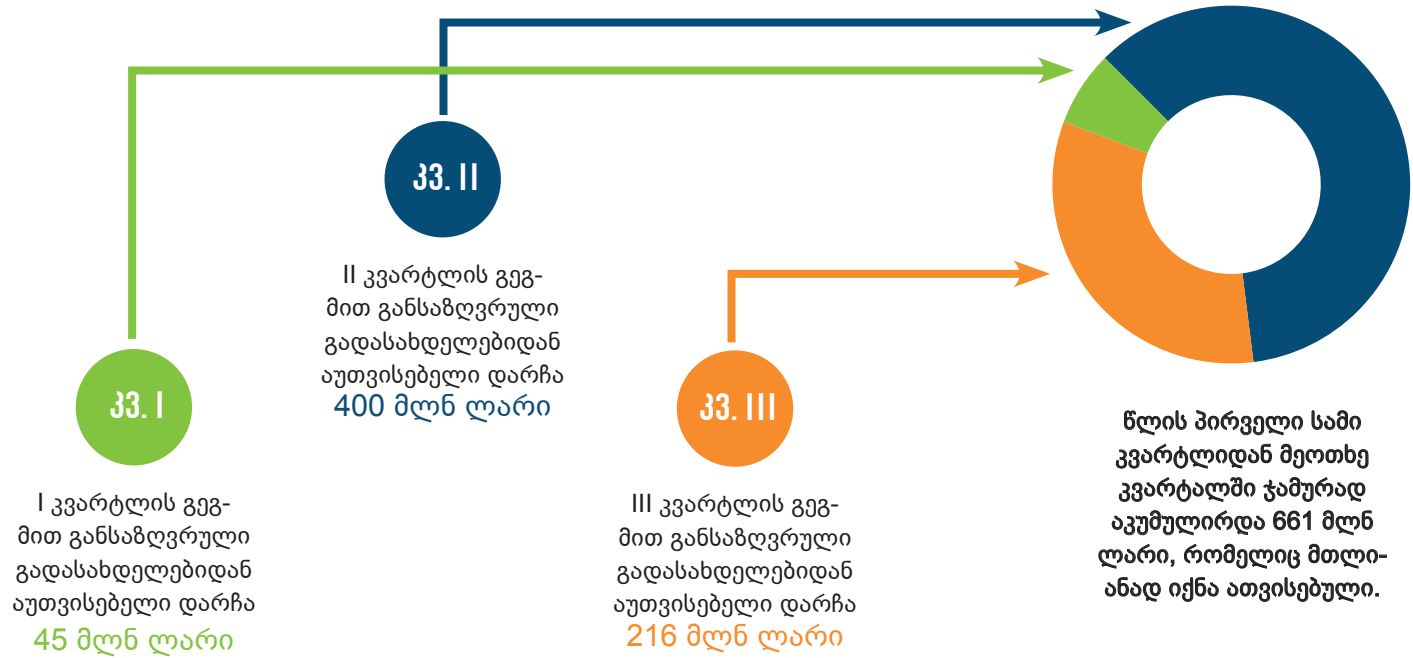 კვ. I
I კვარტლის გეგ-
მით განსაზღვრული
გადასახდელებიდან
აუთვისებელი დარჩა
45 მლნ ლარი
კვ. II
II კვარტლის გეგ-
მით განსაზღვრული
გადასახდელებიდან
აუთვისებელი დარჩა
400 მლნ ლარი
კვ. III
III კვარტლის გეგ-
მით განსაზღვრული
გადასახდელებიდან
აუთვისებელი დარჩა
216 მლნ ლარი
წლის პირველი სამი
კვარტლიდან მეოთხე
კვარტალში ჯამურად
აკუმულირდა 661 მლნ
ლარი, რომელიც მთლი-
ანად იქნა ათვისებული.